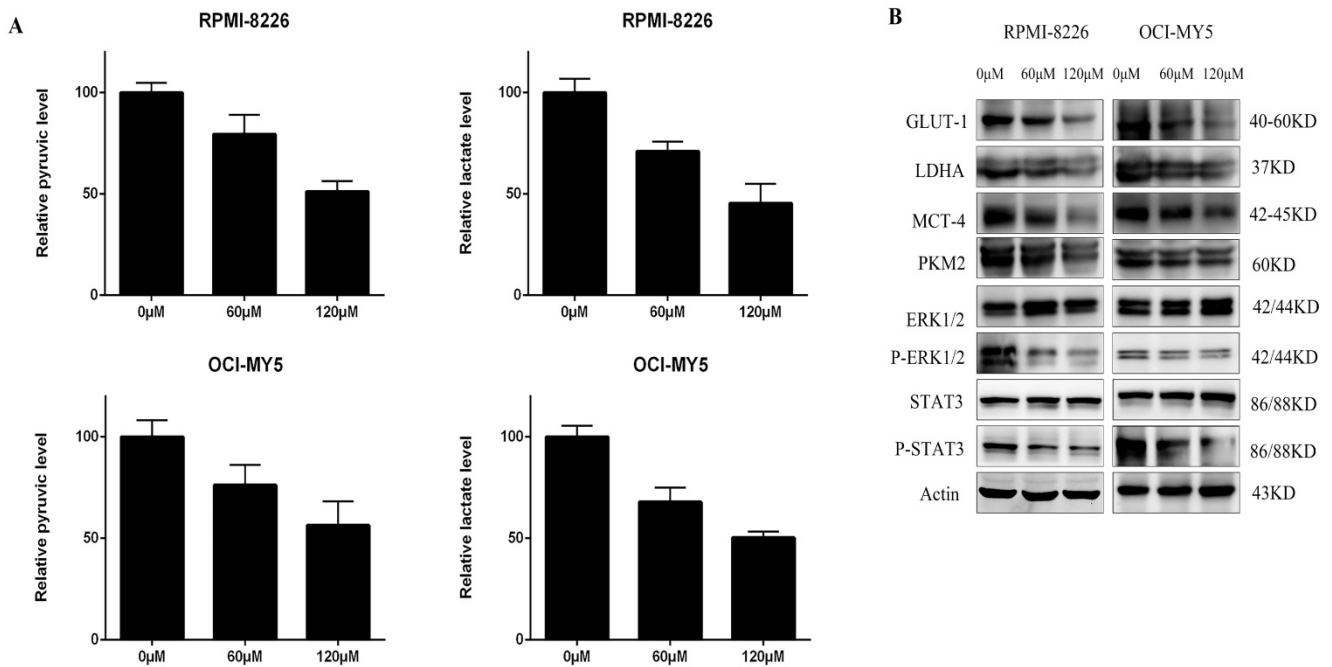 A
RPMI-8226
Relative pyruvic level
100
50
0
0µM 60µM 120µM
RPMI-8226
Relative lactate level
100
50
0
0µM 60µM 120µM
OCI-MY5
Relative pyruvic level
100
50
0
0µM 60µM 120µM
OCI-MY5
Relative lactate level
100
50
0
0µM 60µM 120µM
B
RPMI-8226 OCI-MY5
0µM 60µM 120µM 0µM 60µM 120µM
GLUT-1 40-60KD
LDHA 37KD
MCT-4 42-45KD
PKM2 60KD
ERK1/2 42/44KD
P-ERK1/2 42/44KD
STAT3 86/88KD
P-STAT3 86/88KD
Actin 43KD